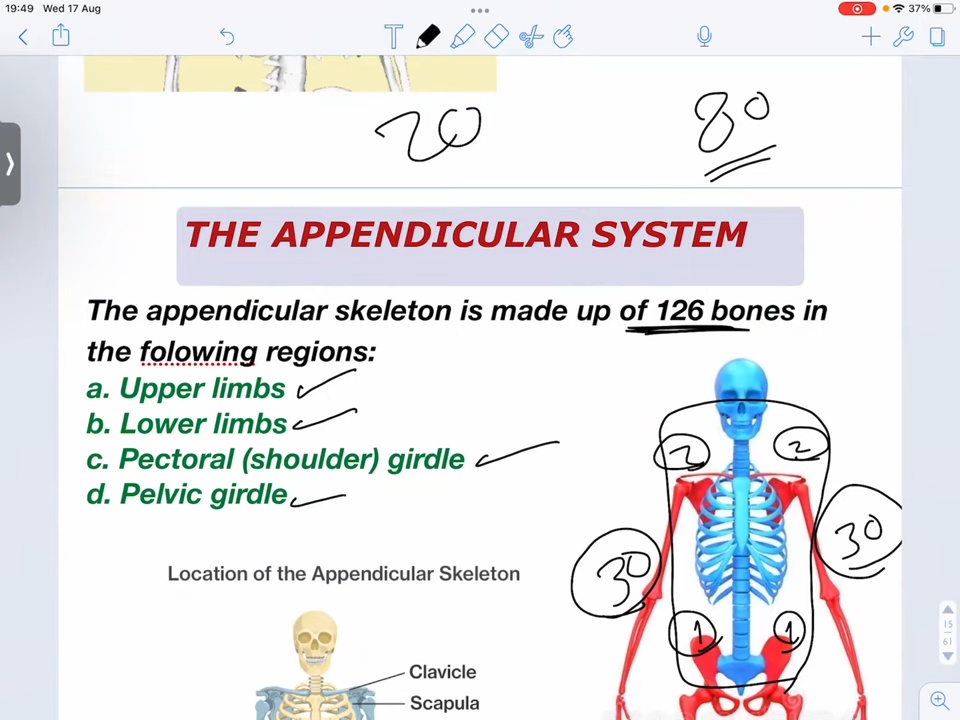 19:49 Wed 17 Aug
37%
T
20
80
THE APPENDICULAR SYSTEM
The appendicular skeleton is made up of 126 bones in
the folowing regions:
a. Upper limbs
b. Lower limbs
c. Pectoral (shoulder) girdle
d. Pelvic girdle
2
2
30
30
1
1
15
61
Location of the Appendicular Skeleton
Clavicle
Scapula